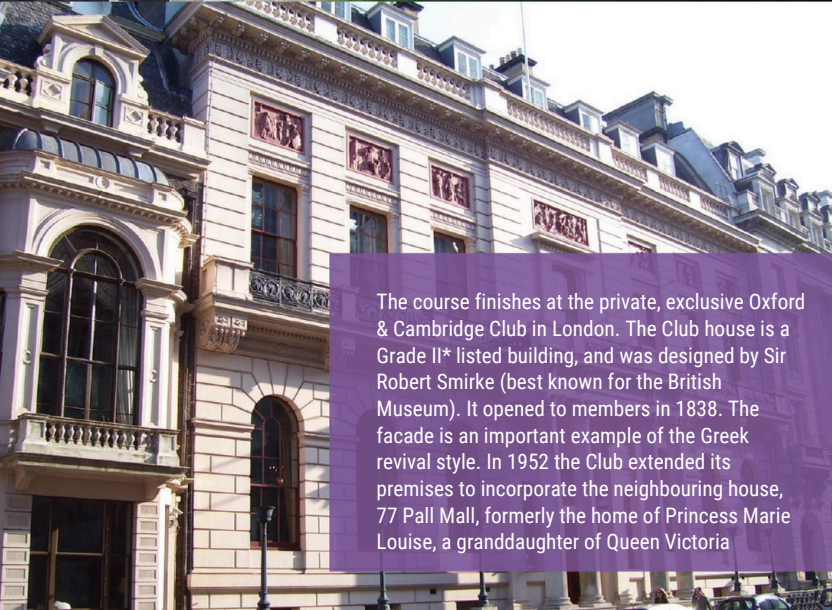 The course finishes at the private, exclusive Oxford
& Cambridge Club in London. The Club house is a
Grade II* listed building, and was designed by Sir
Robert Smirke (best known for the British
Museum). It opened to members in 1838. The
facade is an important example of the Greek
revival style. In 1952 the Club extended its
premises to incorporate the neighbouring house,
77 Pall Mall, formerly the home of Princess Marie
Louise, a granddaughter of Queen Victoria